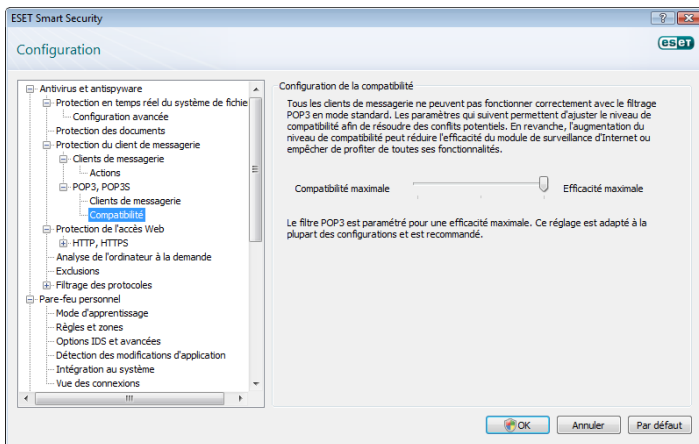 ESET Smart Security
Configuration
eseT
Antivirus et antispyware
Protection en temps réel du système de fichie
Configuration avancée
Protection des documents
Protection du client de messagerie
Clients de messagerie
Actions
POP3, POP3S
Clients de messagerie
Compatibilité
Protection de l'accès Web
HTTP, HTTPS
Analyse de l'ordinateur à la demande
Exclusions
Filtrage des protocoles
Pare-feu personnel
Mode d'apprentissage
Règles et zones
Options IDS et avancées
Détection des modifications d'application
Intégration au système
Vue des connexions
Configuration de la compatibilité
Tous les clients de messagerie ne peuvent pas fonctionner correctement avec le filtrage
POP3 en mode standard. Les paramètres qui suivent permettent d'ajuster le niveau de
compatibilité afin de résoudre des conflits potentiels. En revanche, l'augmentation du
niveau de compatibilité peut réduire l'efficacité du module de surveillance d'Internet ou
empêcher de profiter de toutes ses fonctionnalités.
Compatibilité maximale
Efficacité maximale
Le filtre POP3 est paramétré pour une efficacité maximale. Ce réglage est adapté à la
plupart des configurations et est recommandé.
OK
Annuler
Par défaut